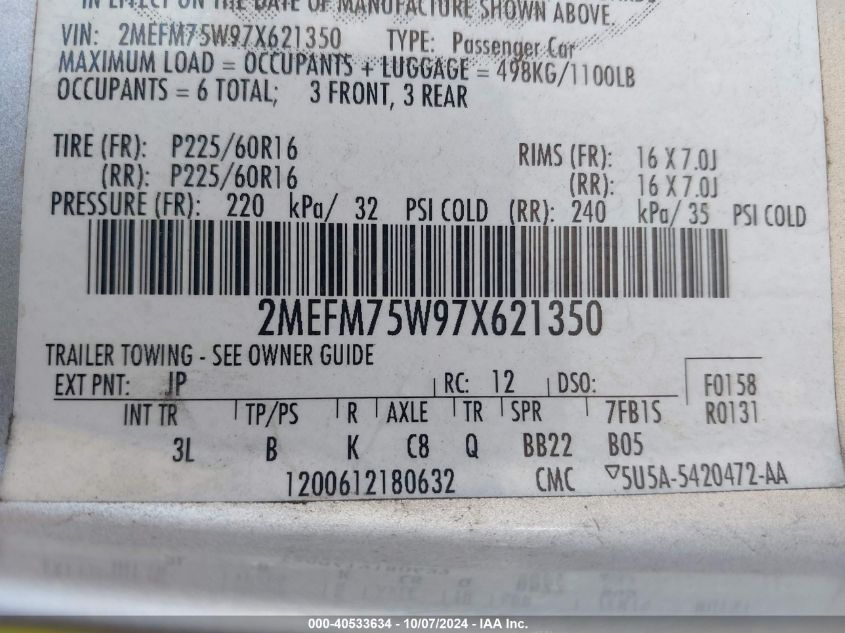 IN EFFECT ON THE DATE OF MANUFACTURE SHOWN ABOVE.
VIN: 2MEFM75W97X621350 TYPE: Passenger Car
MAXIMUM LOAD = OCCUPANTS + LUGGAGE = 498KG/1100LB
OCCUPANTS = 6 TOTAL; 3 FRONT, 3 REAR
TIRE (FR): P225/60R16 RIMS (FR): 16 X 7.0J
(RR): P225/60R16 (RR): 16 X 7.0J
PRESSURE (FR): 220 kPa/ 32 PSI COLD (RR): 240 kPa/ 35 PSI COLD
2MEFM75W97X621350
TRAILER TOWING - SEE OWNER GUIDE
EXT PNT: JP RC: 12 DSO: F0158
INT TR TP/PS R AXLE TR SPR 7FB1S R0131
3L B K C8 Q BB22 B05
1200612180632 CMC ▽5U5A-5420472-AA
000-40533634 - 10/07/2024 - IAA Inc.